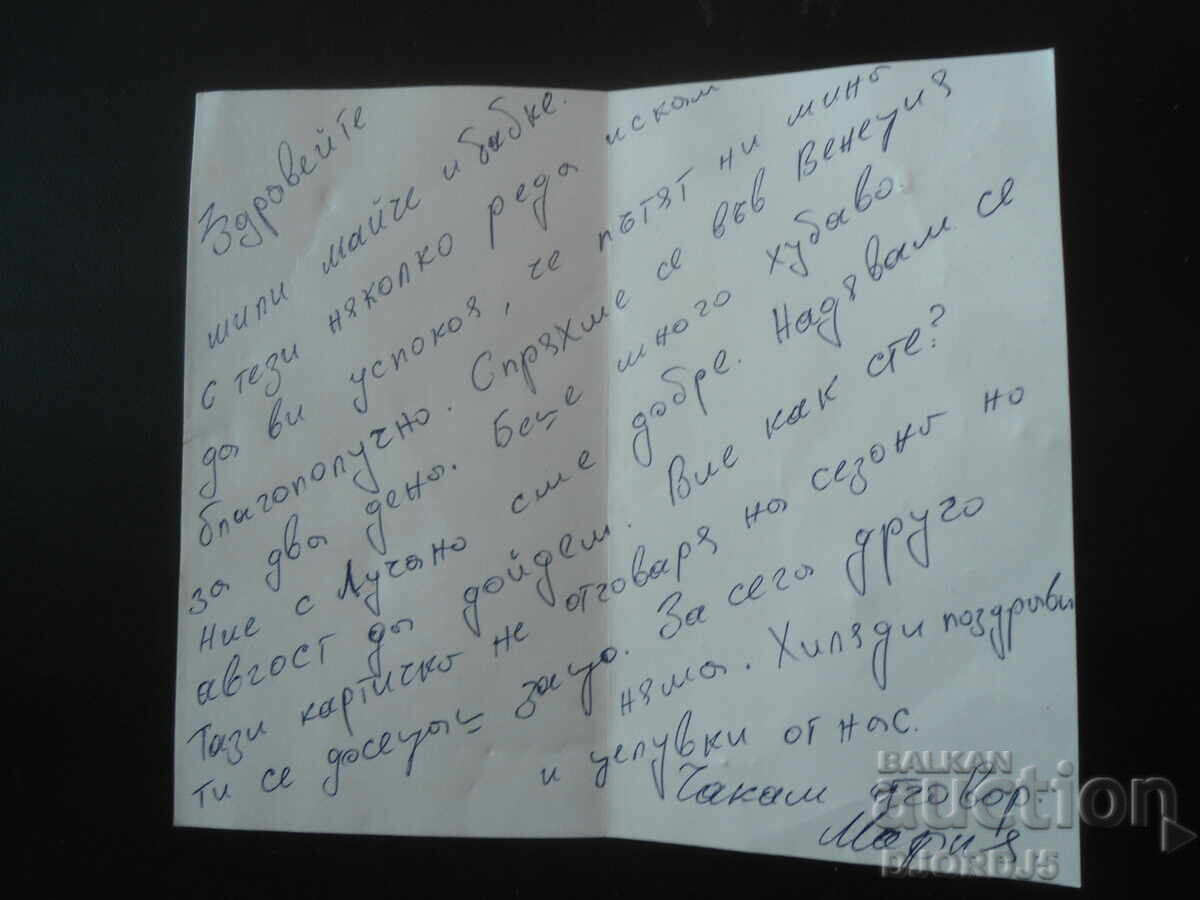 Здравейте
мили майче и бабке.
с тези няколко реда искам
да ви успокоя, че пътят ни мина
благополучно. Спряхме се във Венеция
за два дена. Беше много хубаво.
Ние с Лучано сме добре. Надявам се
август да дойдем. Вие как сте?
Тази картичка не отговаря на сезона но
ти се досещаш защо. За сега друго
няма. Хиляди поздрави
и целувки от нас.
Чакам отговор.
Мария
BALKAN
auction
DJORDJ5